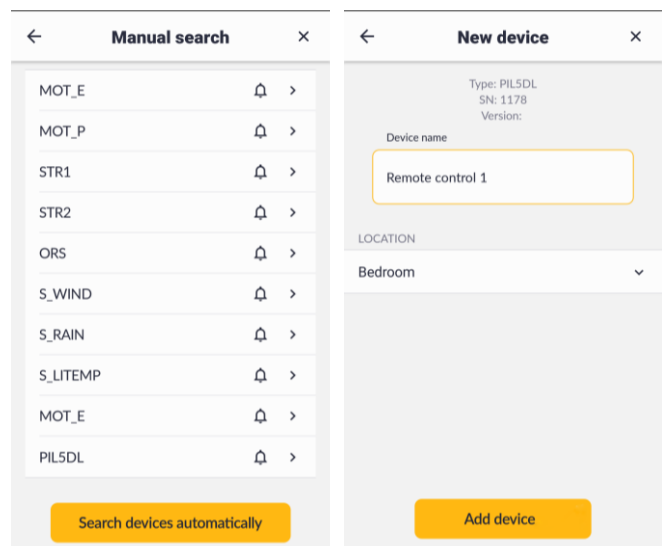 Manual search
MOT_E
MOT_P
STR1
STR2
ORS
S_WIND
S_RAIN
S_LITEMP
MOT_E
PIL5DL
Search devices automatically
New device
Type: PIL5DL
SN: 1178
Version:
Device name
Remote control 1
LOCATION
Bedroom
Add device